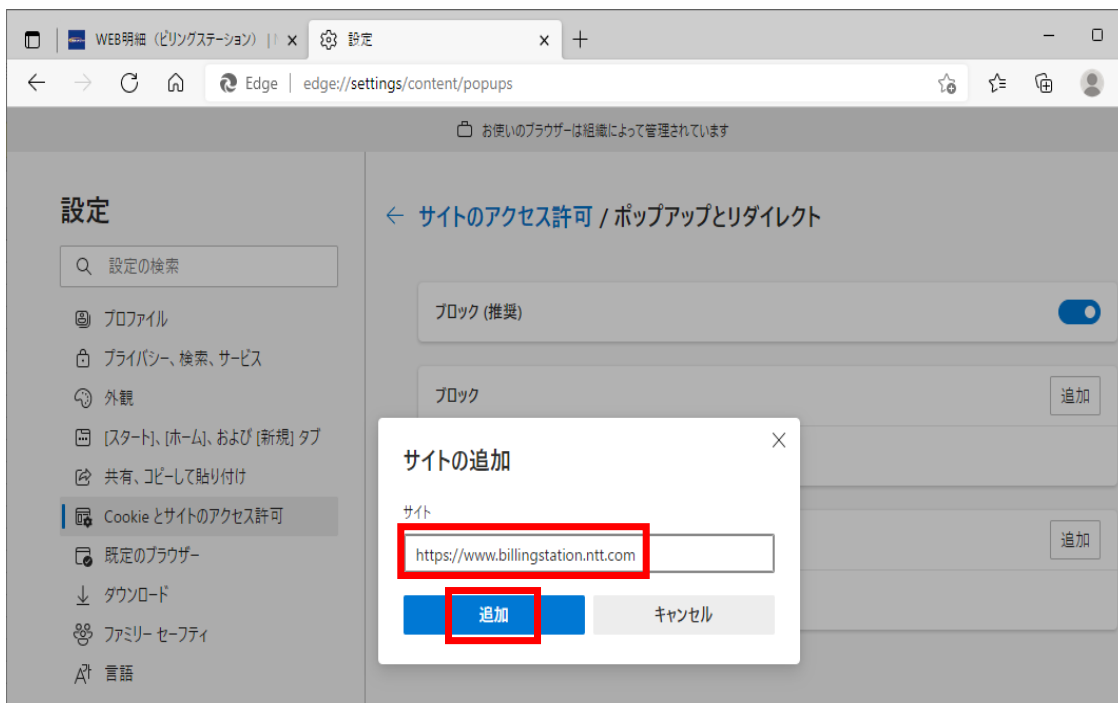 WEB明細（ビリングステーション） |
設定
Edge
edge://settings/content/popups
お使いのブラウザーは組織によって管理されています
設定
設定の検索
プロファイル
プライバシー、検索、サービス
外観
[スタート]、[ホーム]、および [新規] タブ
共有、コピーして貼り付け
Cookie とサイトのアクセス許可
既定のブラウザー
ダウンロード
ファミリー セーフティ
言語
サイトのアクセス許可 / ポップアップとリダイレクト
ブロック (推奨)
ブロック
追加
追加
サイトの追加
サイト
https://www.billingstation.ntt.com
追加
キャンセル